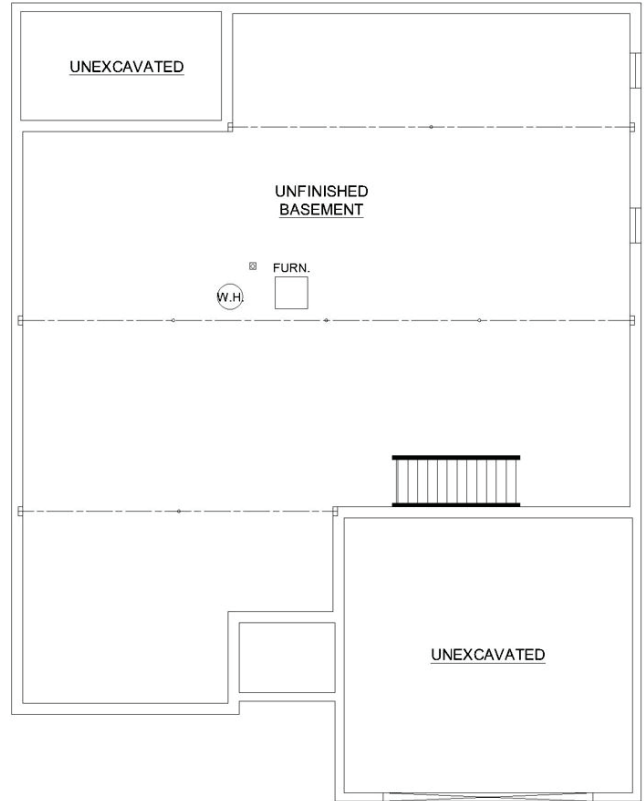 UNEXCAVATED
UNFINISHED
BASEMENT
FURN.
W.H.
UNEXCAVATED